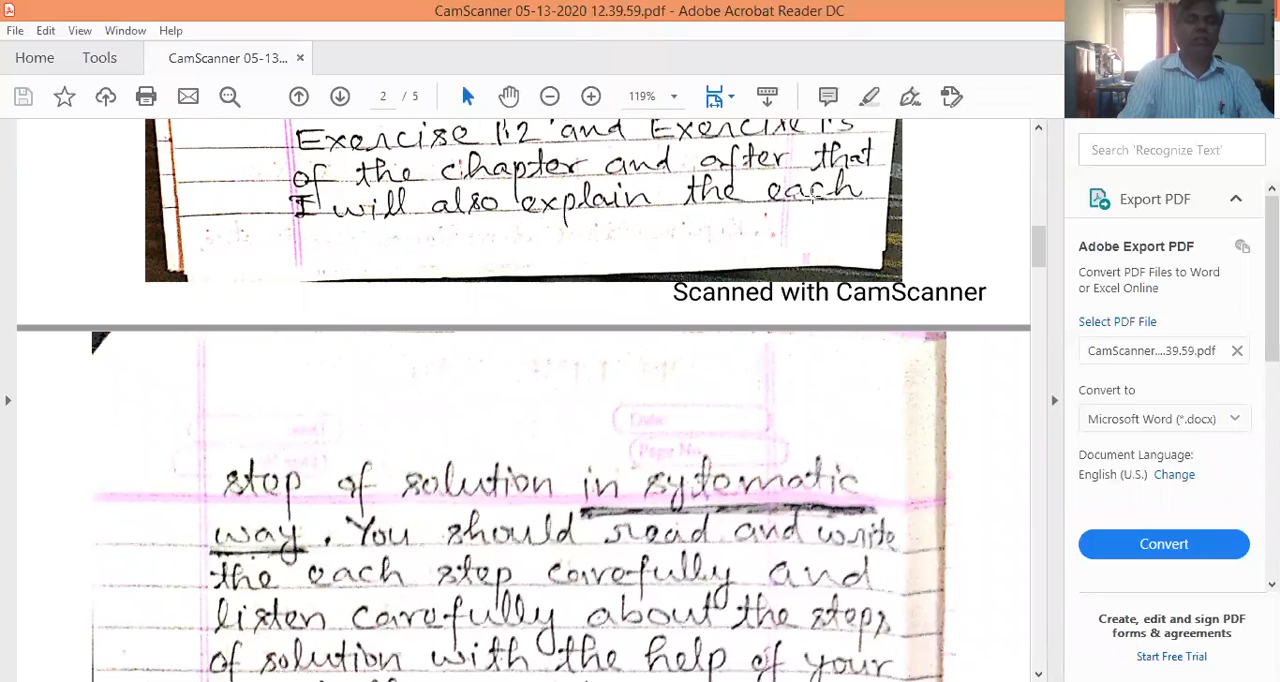 CamScanner 05-13-2020 12.39.59.pdf - Adobe Acrobat Reader DC
File Edit View Window Help
Home Tools CamScanner 05-13... ×
2 / 5 119%
Exercise 1.2 and Exercise 1.3
of the chapter and after that
I will also explain the each
Scanned with CamScanner
Date
Page No.
step of solution in sytematic
way. You should read and write
the each step carefully and
listen carefully about the steps
of solution with the help of your
Search 'Recognize Text'
Export PDF
Adobe Export PDF
Convert PDF Files to Word
or Excel Online
Select PDF File
CamScanner....39.59.pdf
Convert to
Microsoft Word (*.docx)
Document Language:
English (U.S.) Change
Convert
Create, edit and sign PDF
forms & agreements
Start Free Trial